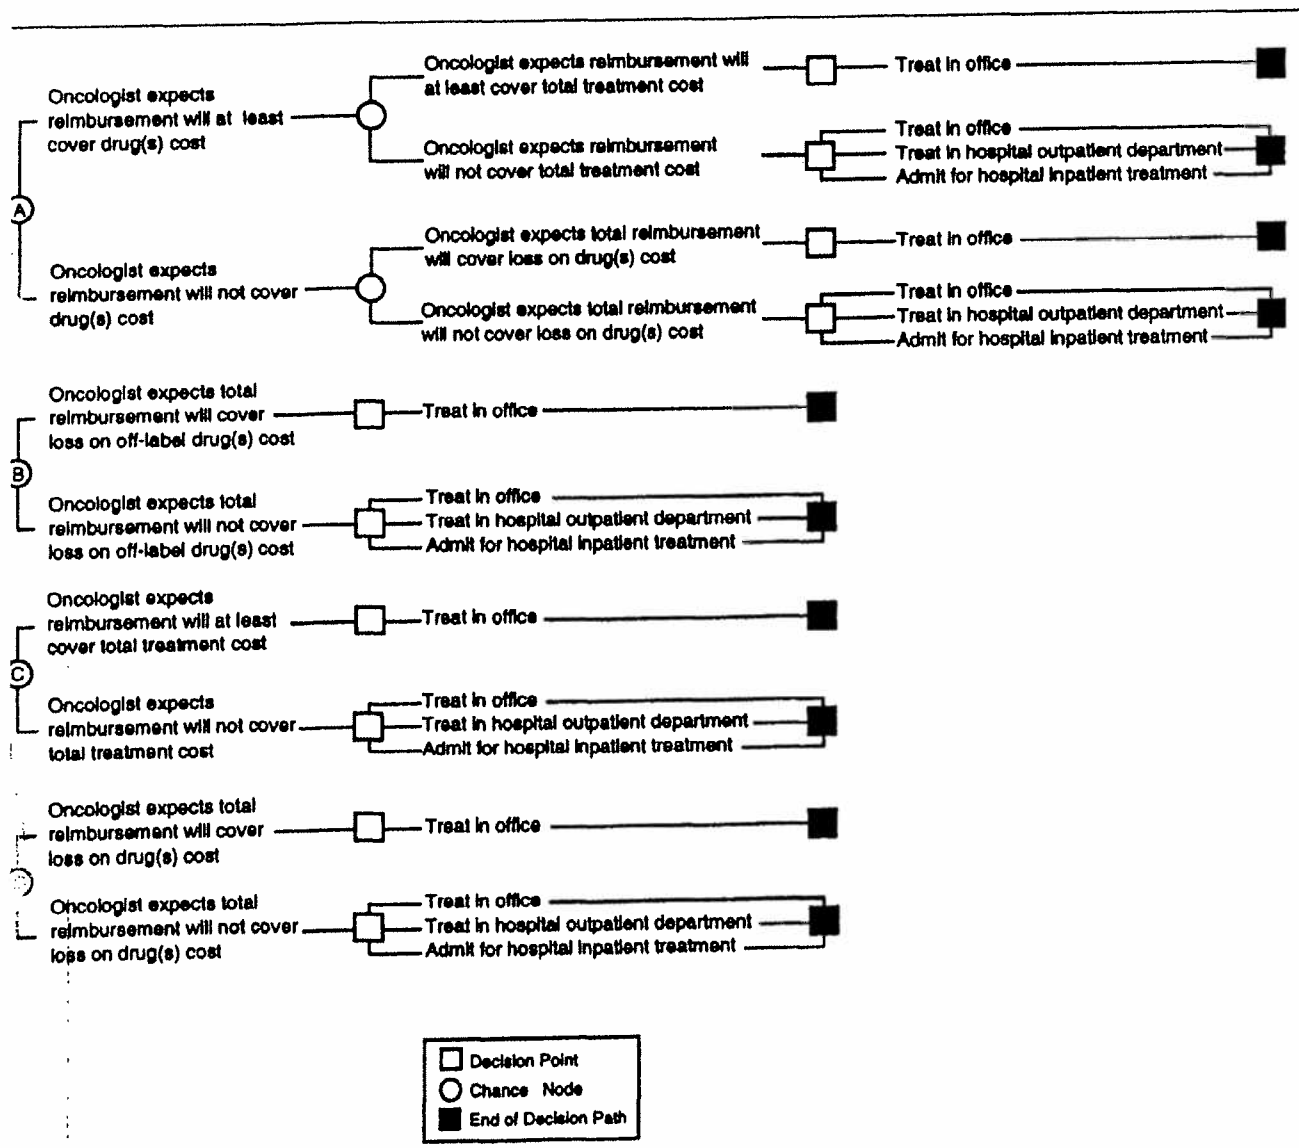 Oncologist expects reimbursement will
at least cover total treatment cost
Treat in office
Oncologist expects
reimbursement will at least
cover drug(s) cost
Oncologist expects reimbursement
will not cover total treatment cost
Treat in office
Treat in hospital outpatient department
Admit for hospital inpatient treatment
A
Oncologist expects total reimbursement
will cover loss on drug(s) cost
Treat in office
Oncologist expects
reimbursement will not cover
drug(s) cost
Oncologist expects total reimbursement
will not cover loss on drug(s) cost
Treat in office
Treat in hospital outpatient department
Admit for hospital inpatient treatment
Oncologist expects total
reimbursement will cover
loss on off-label drug(s) cost
Treat in office
B
Oncologist expects total
reimbursement will not cover
loss on off-label drug(s) cost
Treat in office
Treat in hospital outpatient department
Admit for hospital inpatient treatment
Oncologist expects
reimbursement will at least
cover total treatment cost
Treat in office
C
Oncologist expects
reimbursement will not cover
total treatment cost
Treat in office
Treat in hospital outpatient department
Admit for hospital inpatient treatment
Oncologist expects total
reimbursement will cover
loss on drug(s) cost
Treat in office
Oncologist expects total
reimbursement will not cover
loss on drug(s) cost
Treat in office
Treat in hospital outpatient department
Admit for hospital inpatient treatment
Decision Point
Chance Node
End of Decision Path